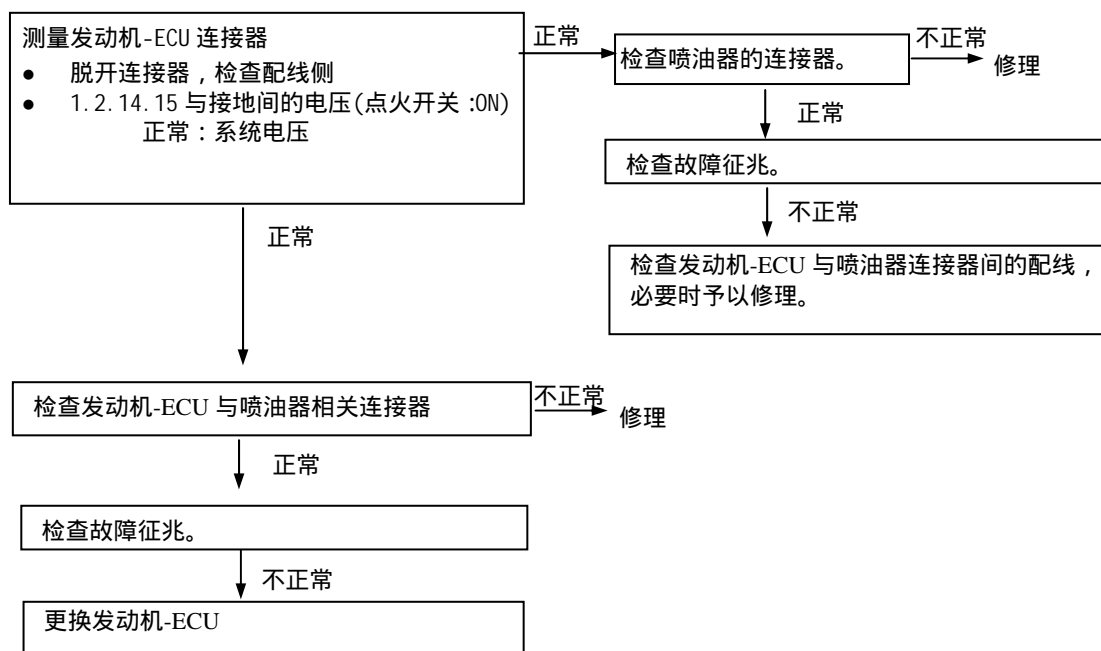 测量发动机-ECU 连接器
● 脱开连接器，检查配线侧
● 1.2.14.15 与接地间的电压(点火开关：ON)
正常：系统电压
正常
检查喷油器的连接器。
不正常
修理
正常
检查故障征兆。
不正常
检查发动机-ECU 与喷油器连接器间的配线，
必要时予以修理。
正常
检查发动机-ECU 与喷油器相关连接器
不正常
修理
正常
检查故障征兆。
不正常
更换发动机-ECU